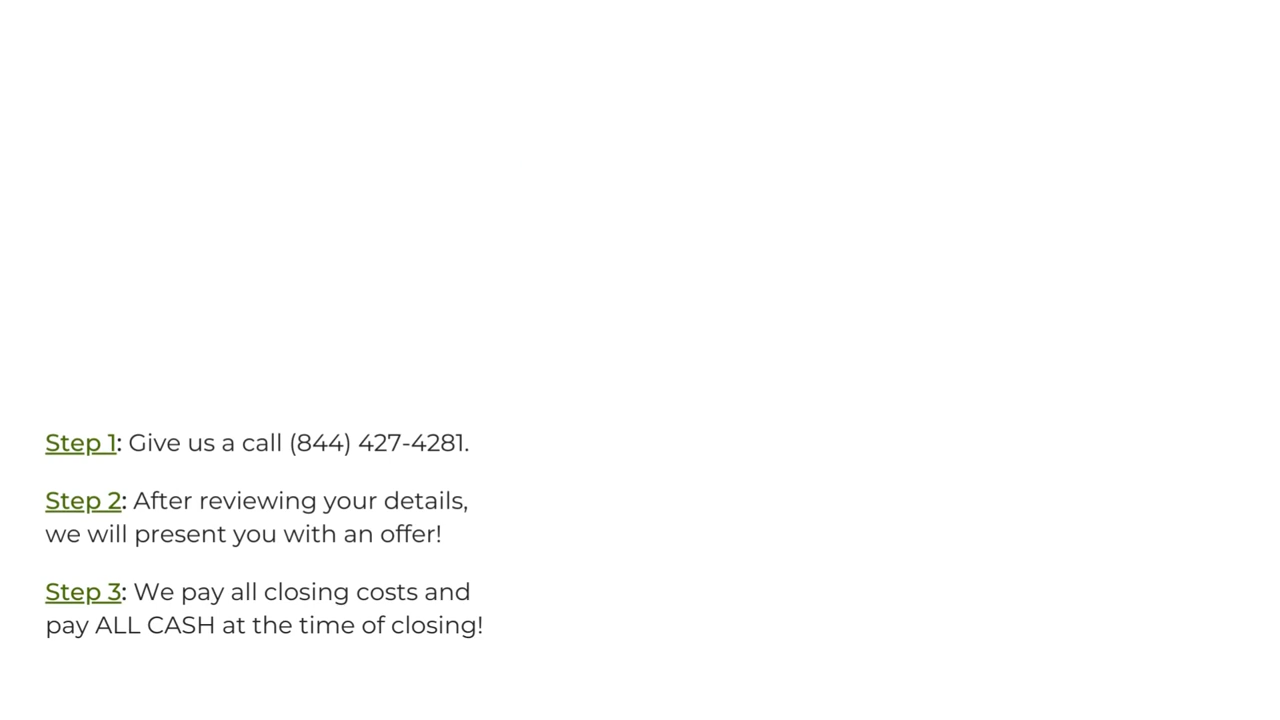 Step 1: Give us a call (844) 427-4281.
Step 2: After reviewing your details,
we will present you with an offer!
Step 3: We pay all closing costs and
pay ALL CASH at the time of closing!